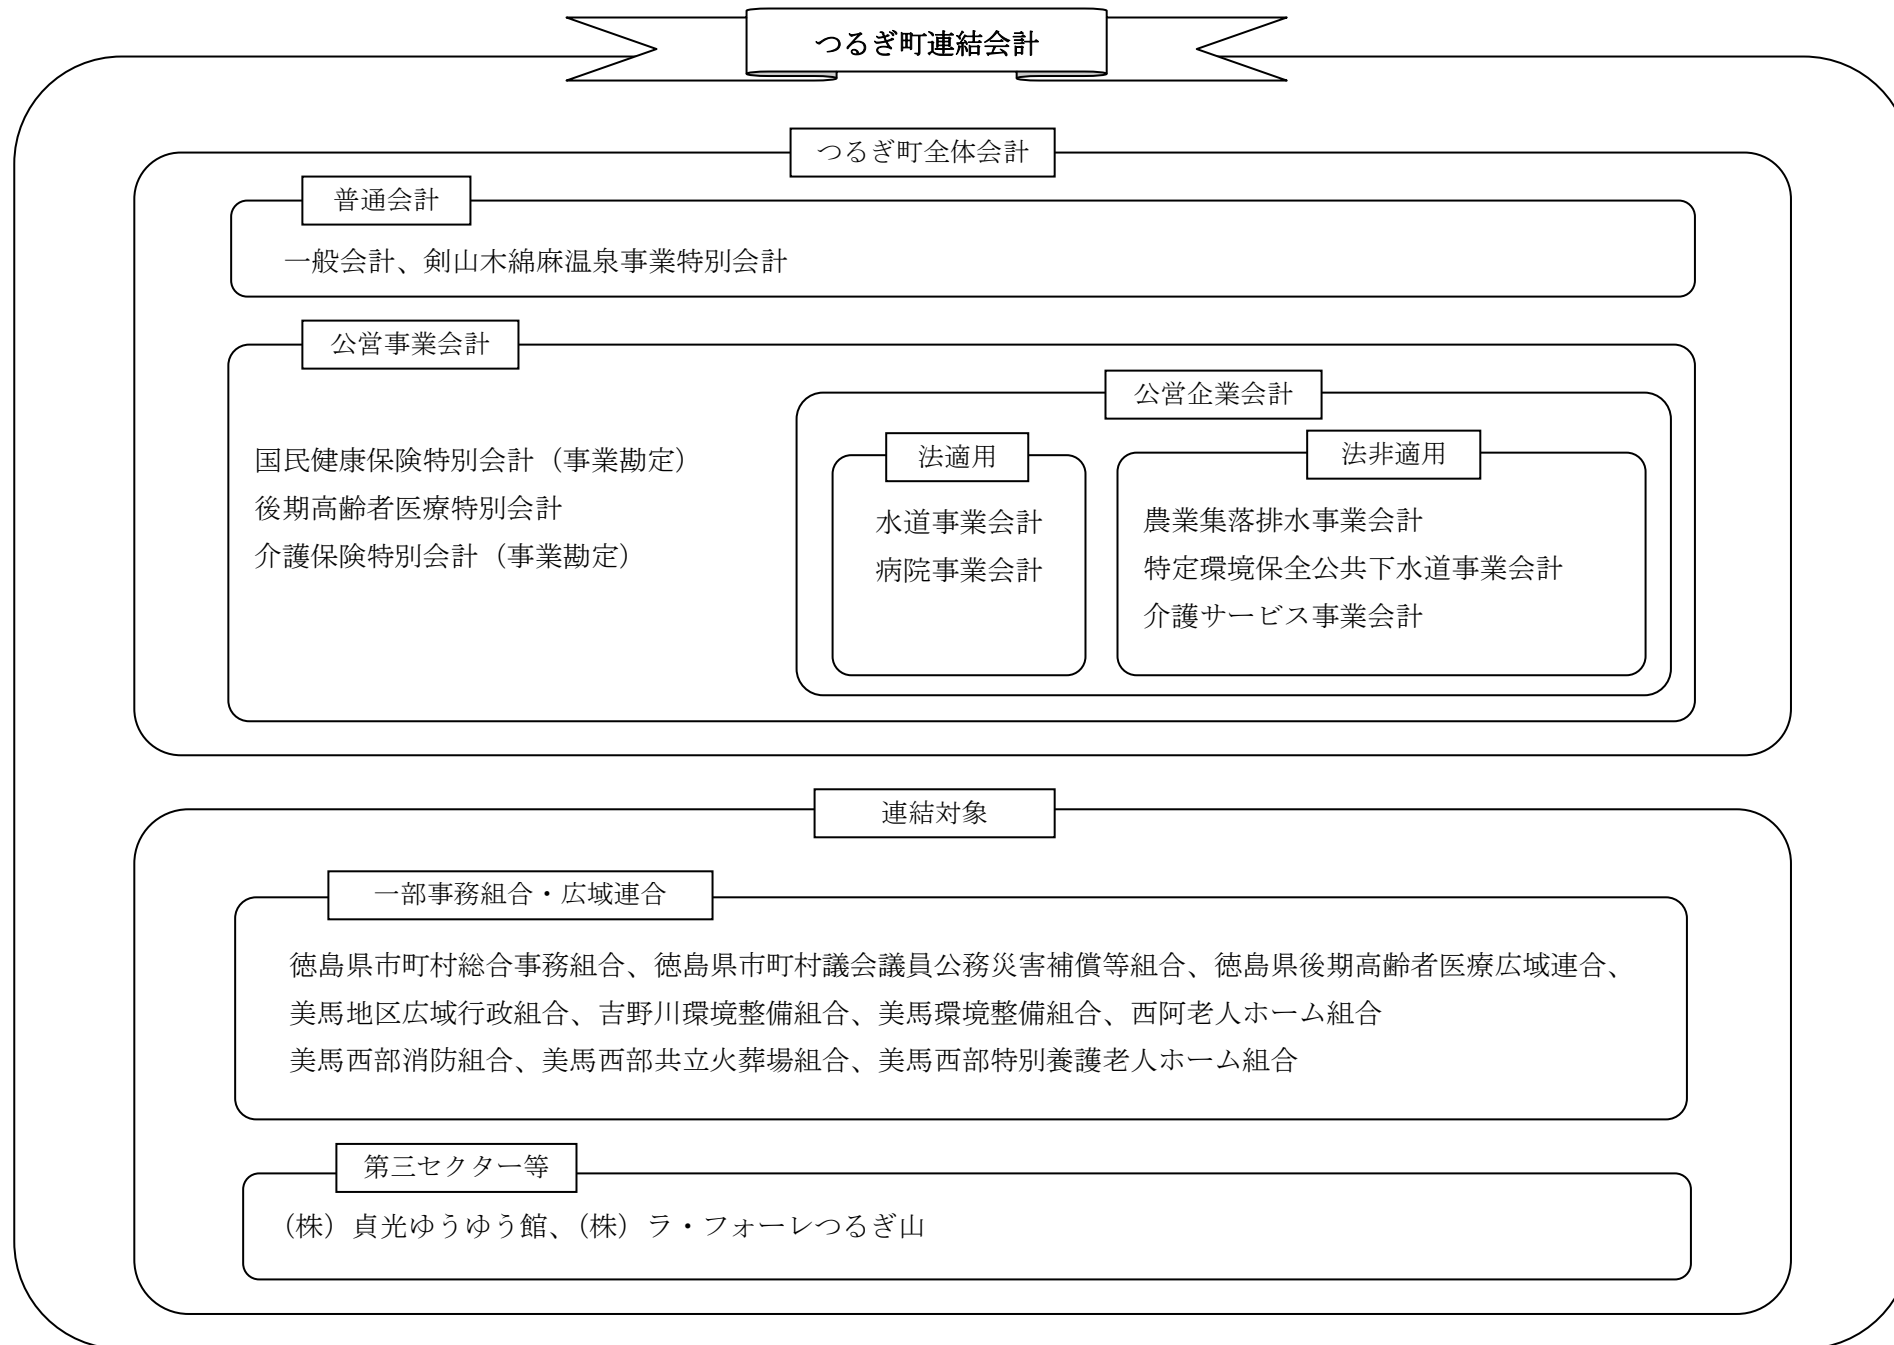 つるぎ町連結会計
つるぎ町全体会計
普通会計
一般会計、剣山木綿麻温泉事業特別会計
公営事業会計
国民健康保険特別会計（事業勘定）
後期高齢者医療特別会計
介護保険特別会計（事業勘定）
公営企業会計
法適用
水道事業会計
病院事業会計
法非適用
農業集落排水事業会計
特定環境保全公共下水道事業会計
介護サービス事業会計
連結対象
一部事務組合・広域連合
徳島県市町村総合事務組合、徳島県市町村議会議員公務災害補償等組合、徳島県後期高齢者医療広域連合、
美馬地区広域行政組合、吉野川環境整備組合、美馬環境整備組合、西阿老人ホーム組合
美馬西部消防組合、美馬西部共立火葬場組合、美馬西部特別養護老人ホーム組合
第三セクター等
（株）貞光ゆうゆう館、（株）ラ・フォーレつるぎ山